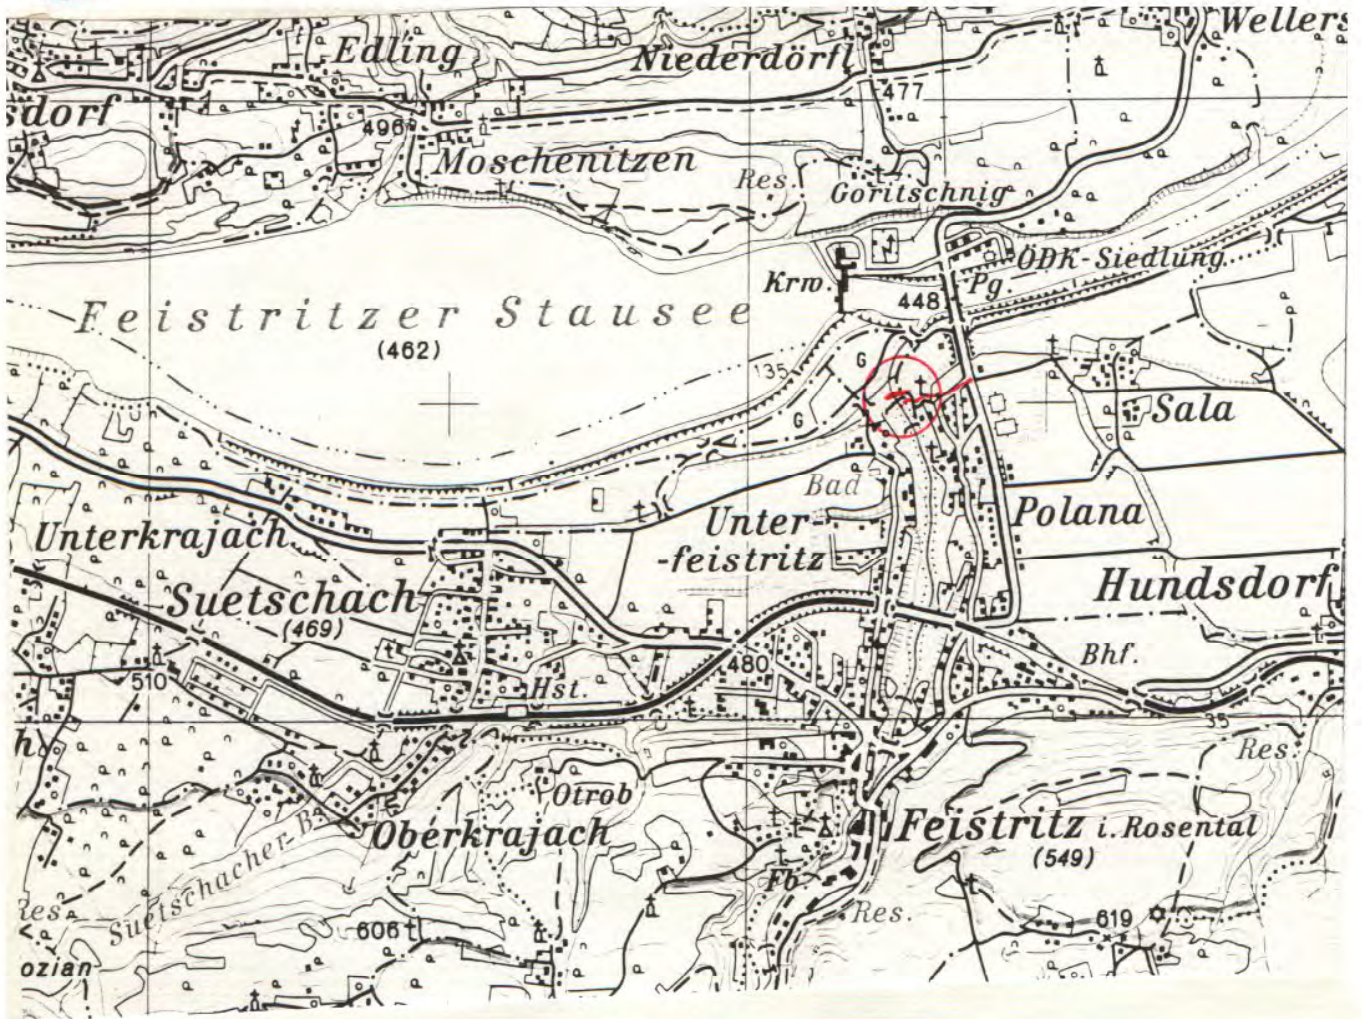 Edling
Niederdörfl
Wellers
477
sdorf
496
Moschenitzen
Res.
Goritschnig
ÖDK-Siedlung
Krw.
Pg.
448
Feistritzer Stausee
(462)
135
G
G
Sala
Bad
Unter-
-feistritz
Polana
Unterkrajach
Hundsdorf
Suetschach
(469)
Bhf.
480
510
Hst.
35
h.
Res.
Otrob
Oberkrajach
Feistritz i. Rosental
(549)
Suetschacher-B.
Fb.
Res.
Res.
606
619
ozian